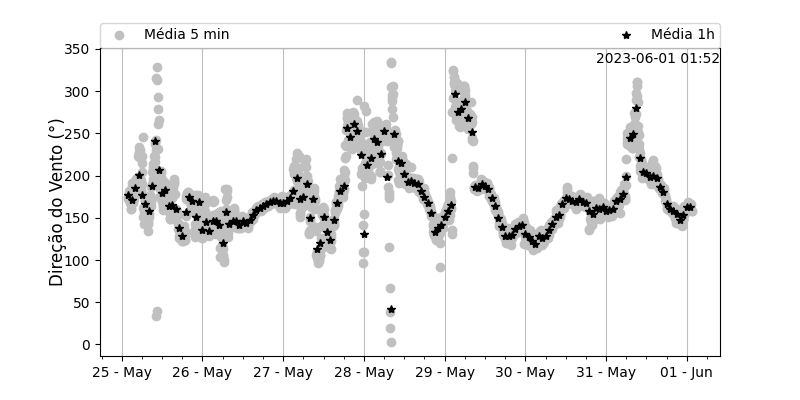 Média 5 min
Média 1h
2023-06-01 01:52
Direção do Vento (°)
350
300
250
200
150
100
50
0
25 - May
26 - May
27 - May
28 - May
29 - May
30 - May
31 - May
01 - Jun